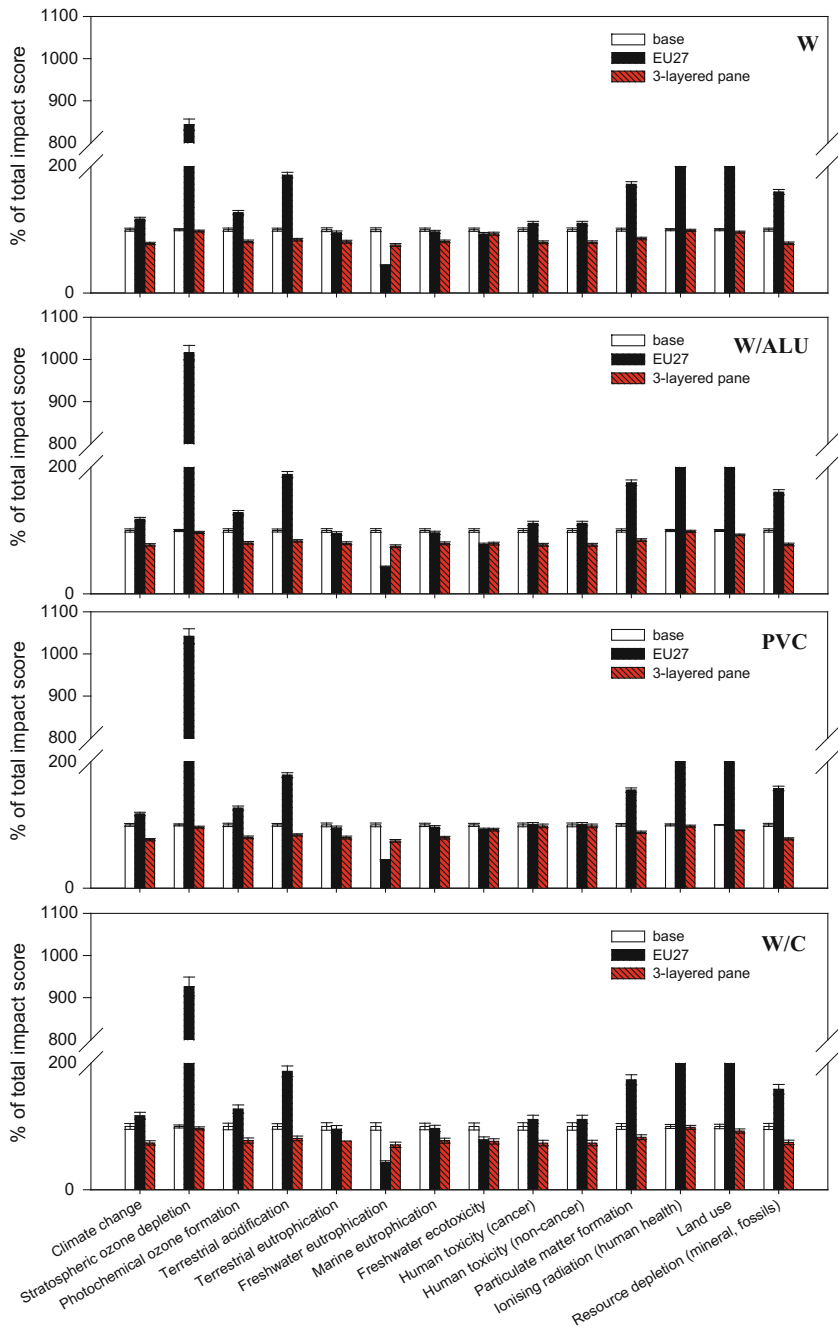 1100
1000
900
800
200
0
% of total impact score
base
EU27
3-layered pane
W
1100
1000
900
800
200
0
% of total impact score
base
EU27
3-layered pane
W/ALU
1100
1000
900
800
200
0
% of total impact score
base
EU27
3-layered pane
PVC
1100
1000
900
800
200
0
% of total impact score
base
EU27
3-layered pane
W/C
Climate change
Stratospheric ozone depletion
Photochemical ozone formation
Terrestrial acidification
Terrestrial eutrophication
Freshwater eutrophication
Marine eutrophication
Freshwater ecotoxicity
Human toxicity (cancer)
Human toxicity (non-cancer)
Particulate matter formation
Ionising radiation (human health)
Land use
Resource depletion (mineral, fossils)